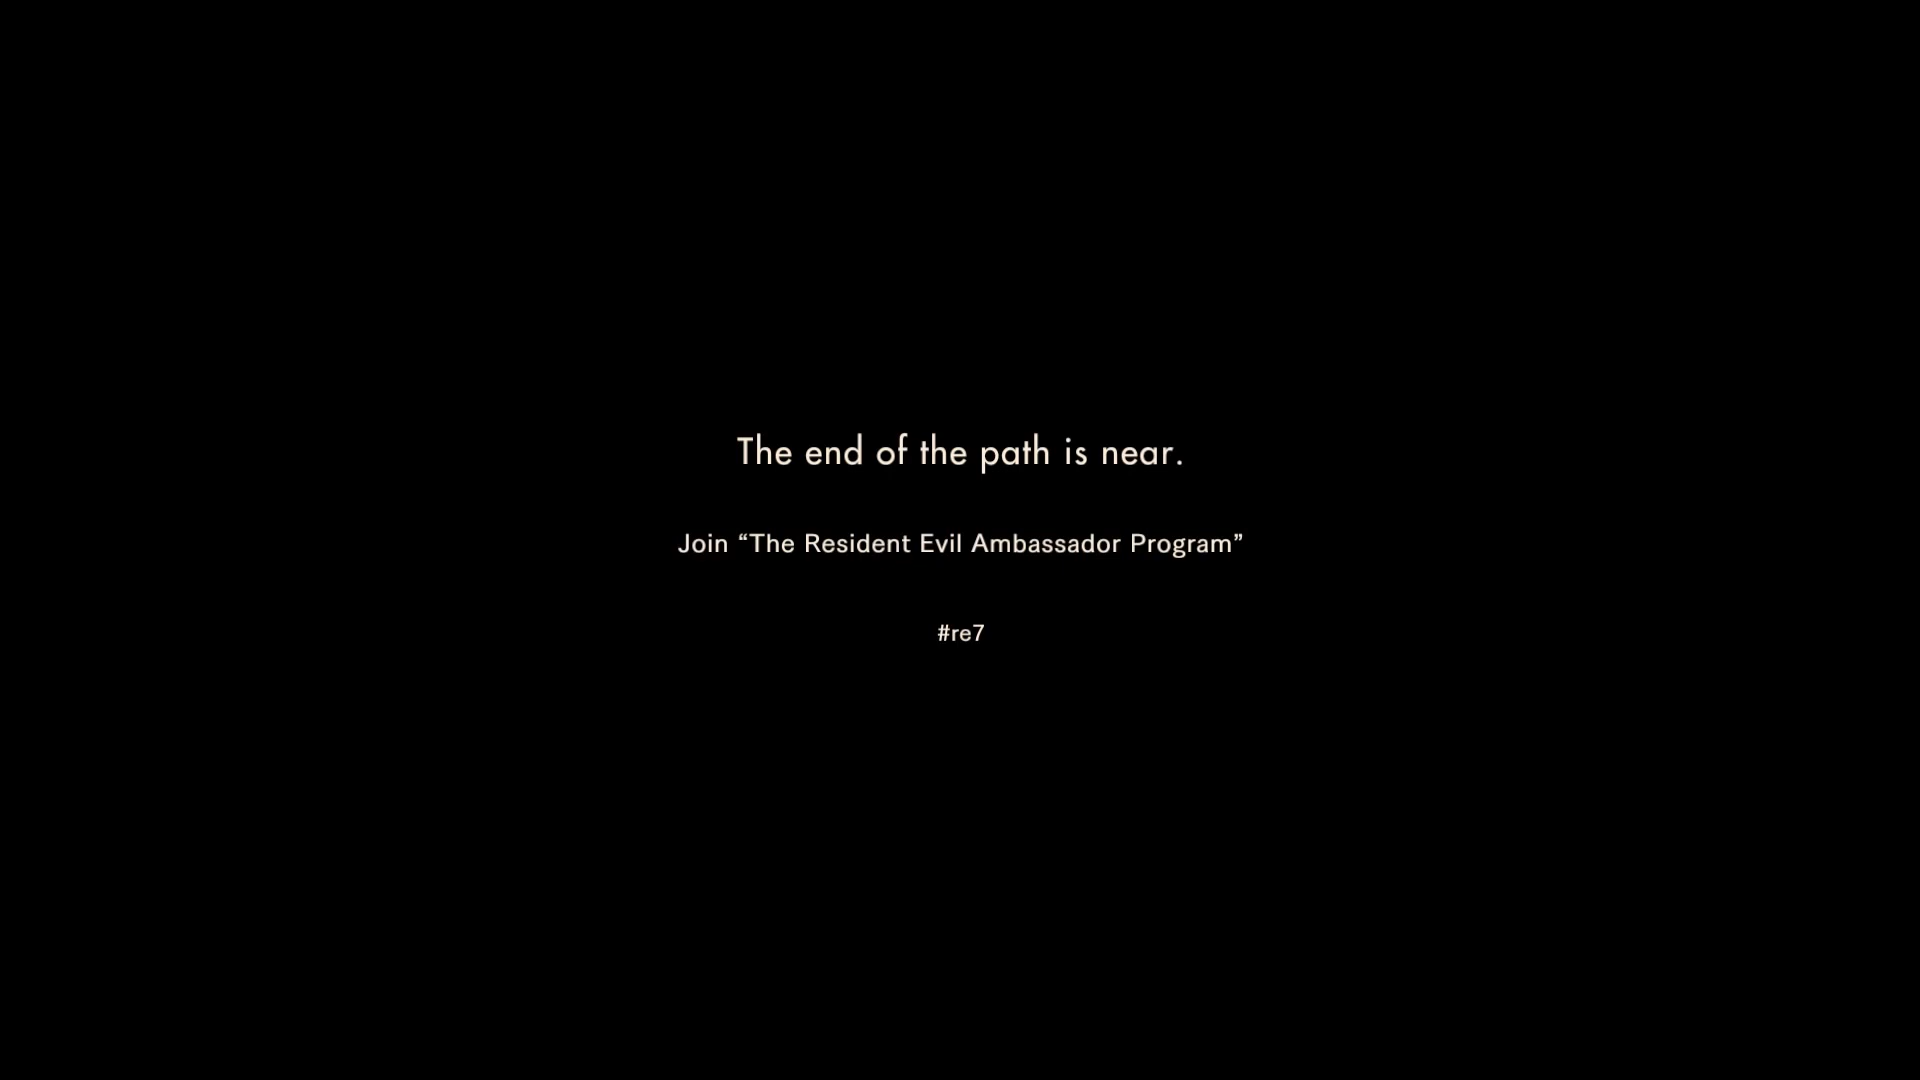 The end of the path is near.
Join “The Resident Evil Ambassador Program”
#re7